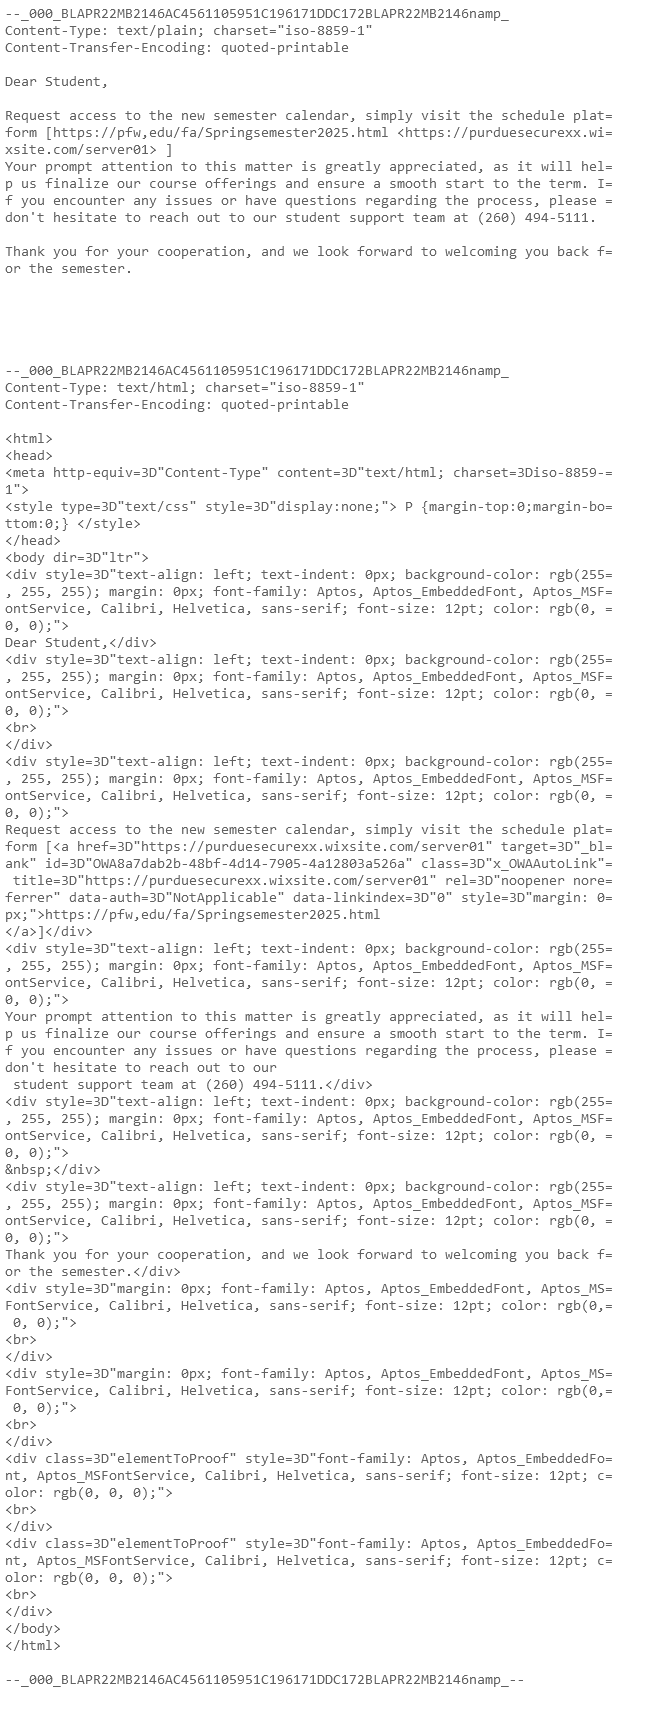 --_000_BLAPR22MB2146AC4561105951C196171DDC172BLAPR22MB2146namp_
Content-Type: text/plain; charset="iso-8859-1"
Content-Transfer-Encoding: quoted-printable
Dear Student,
Request access to the new semester calendar, simply visit the schedule plat=
form [https://pfw,edu/fa/Springsemester2025.html <https://purduesecurexx.wi=
xsite.com/server01> ]
Your prompt attention to this matter is greatly appreciated, as it will hel=
p us finalize our course offerings and ensure a smooth start to the term. I=
f you encounter any issues or have questions regarding the process, please =
don't hesitate to reach out to our student support team at (260) 494-5111.
Thank you for your cooperation, and we look forward to welcoming you back f=
or the semester.
--_000_BLAPR22MB2146AC4561105951C196171DDC172BLAPR22MB2146namp_
Content-Type: text/html; charset="iso-8859-1"
Content-Transfer-Encoding: quoted-printable
<html>
<head>
<meta http-equiv=3D"Content-Type" content=3D"text/html; charset=3Diso-8859-=
1">
<style type=3D"text/css" style=3D"display:none;"> P {margin-top:0;margin-bo=
ttom:0;} </style>
</head>
<body dir=3D"ltr">
<div style=3D"text-align: left; text-indent: 0px; background-color: rgb(255=
, 255, 255); margin: 0px; font-family: Aptos, Aptos_EmbeddedFont, Aptos_MSF=
ontService, Calibri, Helvetica, sans-serif; font-size: 12pt; color: rgb(0, =
0, 0);">
Dear Student,</div>
<div style=3D"text-align: left; text-indent: 0px; background-color: rgb(255=
, 255, 255); margin: 0px; font-family: Aptos, Aptos_EmbeddedFont, Aptos_MSF=
ontService, Calibri, Helvetica, sans-serif; font-size: 12pt; color: rgb(0, =
0, 0);">
<br>
</div>
<div style=3D"text-align: left; text-indent: 0px; background-color: rgb(255=
, 255, 255); margin: 0px; font-family: Aptos, Aptos_EmbeddedFont, Aptos_MSF=
ontService, Calibri, Helvetica, sans-serif; font-size: 12pt; color: rgb(0, =
0, 0);">
Request access to the new semester calendar, simply visit the schedule plat=
form [<a href=3D"https://purduesecurexx.wixsite.com/server01" target=3D"_bl=
ank" id=3D"OWA8a7dab2b-48bf-4d14-7905-4a12803a526a" class=3D"x_OWAAutoLink"=
 title=3D"https://purduesecurexx.wixsite.com/server01" rel=3D"noopener nore=
ferrer" data-auth=3D"NotApplicable" data-linkindex=3D"0" style=3D"margin: 0=
px;">https://pfw,edu/fa/Springsemester2025.html
</a>]</div>
<div style=3D"text-align: left; text-indent: 0px; background-color: rgb(255=
, 255, 255); margin: 0px; font-family: Aptos, Aptos_EmbeddedFont, Aptos_MSF=
ontService, Calibri, Helvetica, sans-serif; font-size: 12pt; color: rgb(0, =
0, 0);">
Your prompt attention to this matter is greatly appreciated, as it will hel=
p us finalize our course offerings and ensure a smooth start to the term. I=
f you encounter any issues or have questions regarding the process, please =
don't hesitate to reach out to our
 student support team at (260) 494-5111.</div>
<div style=3D"text-align: left; text-indent: 0px; background-color: rgb(255=
, 255, 255); margin: 0px; font-family: Aptos, Aptos_EmbeddedFont, Aptos_MSF=
ontService, Calibri, Helvetica, sans-serif; font-size: 12pt; color: rgb(0, =
0, 0);">
&nbsp;</div>
<div style=3D"text-align: left; text-indent: 0px; background-color: rgb(255=
, 255, 255); margin: 0px; font-family: Aptos, Aptos_EmbeddedFont, Aptos_MSF=
ontService, Calibri, Helvetica, sans-serif; font-size: 12pt; color: rgb(0, =
0, 0);">
Thank you for your cooperation, and we look forward to welcoming you back f=
or the semester.</div>
<div style=3D"margin: 0px; font-family: Aptos, Aptos_EmbeddedFont, Aptos_MS=
FontService, Calibri, Helvetica, sans-serif; font-size: 12pt; color: rgb(0,=
 0, 0);">
<br>
</div>
<div style=3D"margin: 0px; font-family: Aptos, Aptos_EmbeddedFont, Aptos_MS=
FontService, Calibri, Helvetica, sans-serif; font-size: 12pt; color: rgb(0,=
 0, 0);">
<br>
</div>
<div class=3D"elementToProof" style=3D"font-family: Aptos, Aptos_EmbeddedFo=
nt, Aptos_MSFontService, Calibri, Helvetica, sans-serif; font-size: 12pt; c=
olor: rgb(0, 0, 0);">
<br>
</div>
<div class=3D"elementToProof" style=3D"font-family: Aptos, Aptos_EmbeddedFo=
nt, Aptos_MSFontService, Calibri, Helvetica, sans-serif; font-size: 12pt; c=
olor: rgb(0, 0, 0);">
<br>
</div>
</body>
</html>
--_000_BLAPR22MB2146AC4561105951C196171DDC172BLAPR22MB2146namp_--